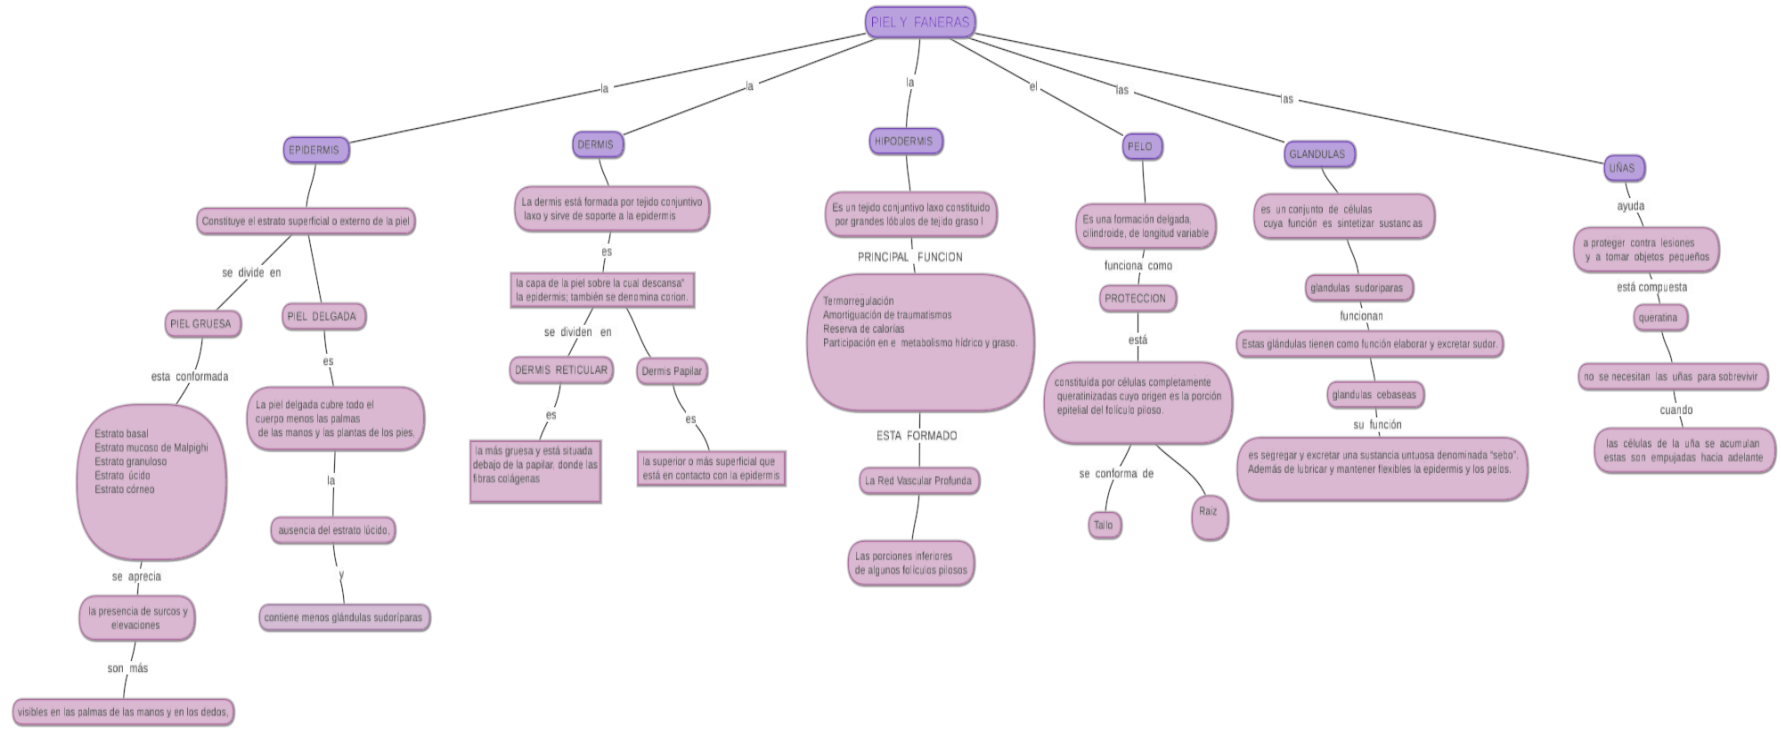 PIEL Y FANERAS
la
la
la
el
las
las
EPIDERMIS
Constituye el estrato superficial o externo de la piel
se divide en
PIEL GRUESA
esta conformada
Estrato basal
Estrato mucoso de Malpighi
Estrato granuloso
Estrato úcido
Estrato córneo
se aprecia
la presencia de surcos y
elevaciones
son más
visibles en las palmas de las manos y en los dedos,
PIEL DELGADA
es
La piel delgada cubre todo el
cuerpo menos las palmas
de las manos y las plantas de los pies,
la
ausencia del estrato lúcido,
y
contiene menos glándulas sudoríparas
DERMIS
La dermis está formada por tejido conjuntivo
laxo y sirve de soporte a la epidermis
es
la capa de la piel sobre la cual descansa"
la epidermis; también se denomina corion.
se dividen en
DERMIS RETICULAR
es
la más gruesa y está situada
debajo de la papilar, donde las
fibras colágenas
Dermis Papilar
es
la superior o más superficial que
está en contacto con la epidermis
HIPODERMIS
Es un tejido conjuntivo laxo constituido
por grandes lóbulos de tejido graso l
PRINCIPAL FUNCION
Termorregulación
Amortiguación de traumatismos
Reserva de calorías
Participación en e metabolismo hídrico y graso.
ESTA FORMADO
La Red Vascular Profunda
Las porciones inferiores
de algunos folículos pilosos
PELO
Es una formación delgada,
cilindroide, de longitud variable
funciona como
PROTECCION
está
constituida por células completamente
queratinizadas cuyo origen es la porción
epitelial del folículo piloso.
se conforma de
Tallo
Raiz
GLANDULAS
es un conjunto de células
cuya función es sintetizar sustancas
glandulas sudoriparas
funcionan
Estas glándulas tienen como función elaborar y excretar sudor.
glandulas cebaseas
su función
es segregar y excretar una sustancia untuosa denominada "sebo".
Además de lubricar y mantener flexibles la epidermis y los pelos.
UÑAS
ayuda
a proteger contra lesiones
y a tomar objetos pequeños
está compuesta
queratina
no se necesitan las uñas para sobrevivir
cuando
las células de la uña se acumulan
estas son empujadas hacia adelante